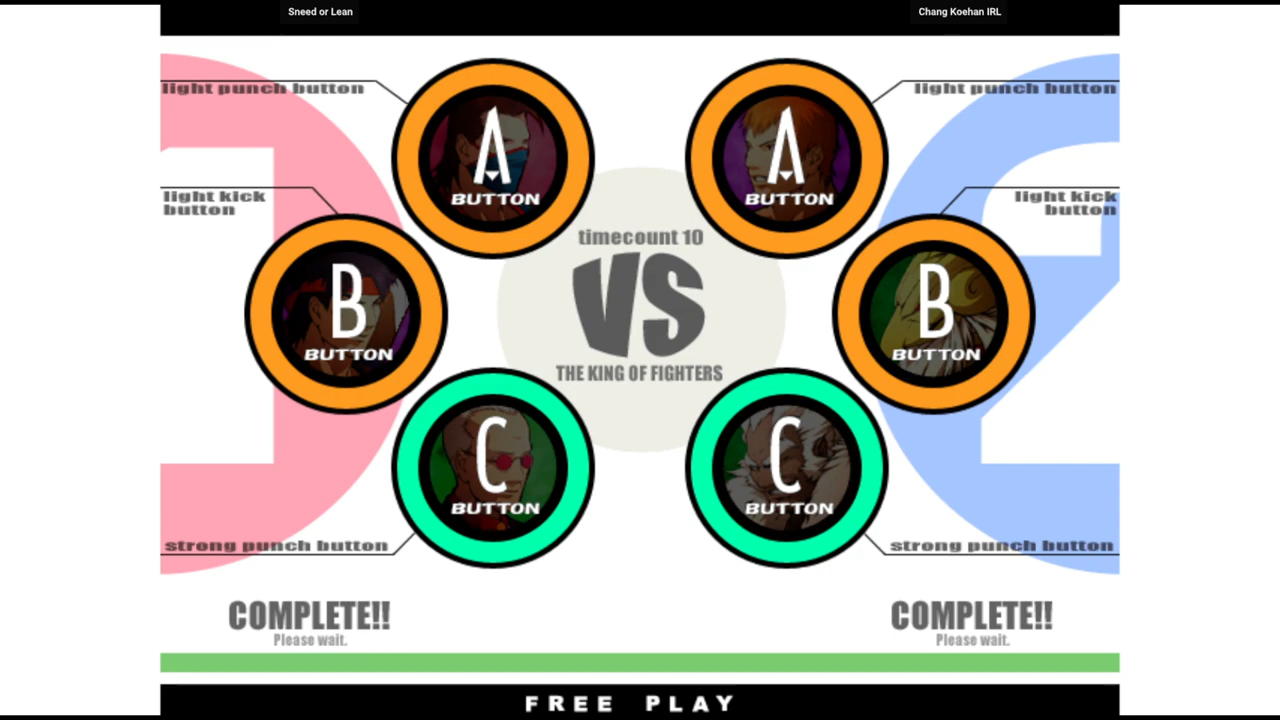 Sneed or Lean
Chang Koehan IRL
light punch button
light punch button
A
BUTTON
A
BUTTON
light kick
button
light kick
button
timecount 10
VS
THE KING OF FIGHTERS
B
BUTTON
B
BUTTON
C
BUTTON
C
BUTTON
strong punch button
strong punch button
1
2
COMPLETE!!
Please wait.
COMPLETE!!
Please wait.
FREE PLAY